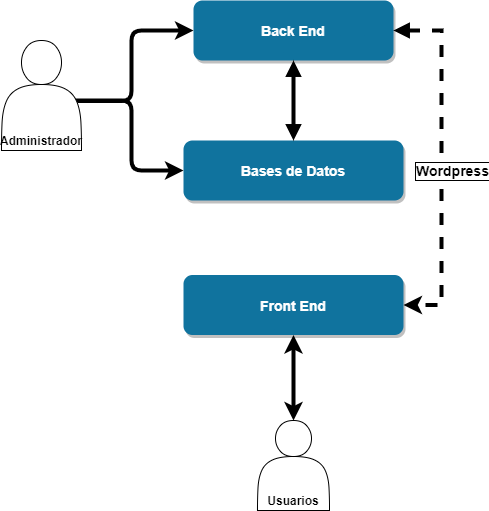 Back End
Administrador
Bases de Datos
Wordpress
Front End
Usuarios